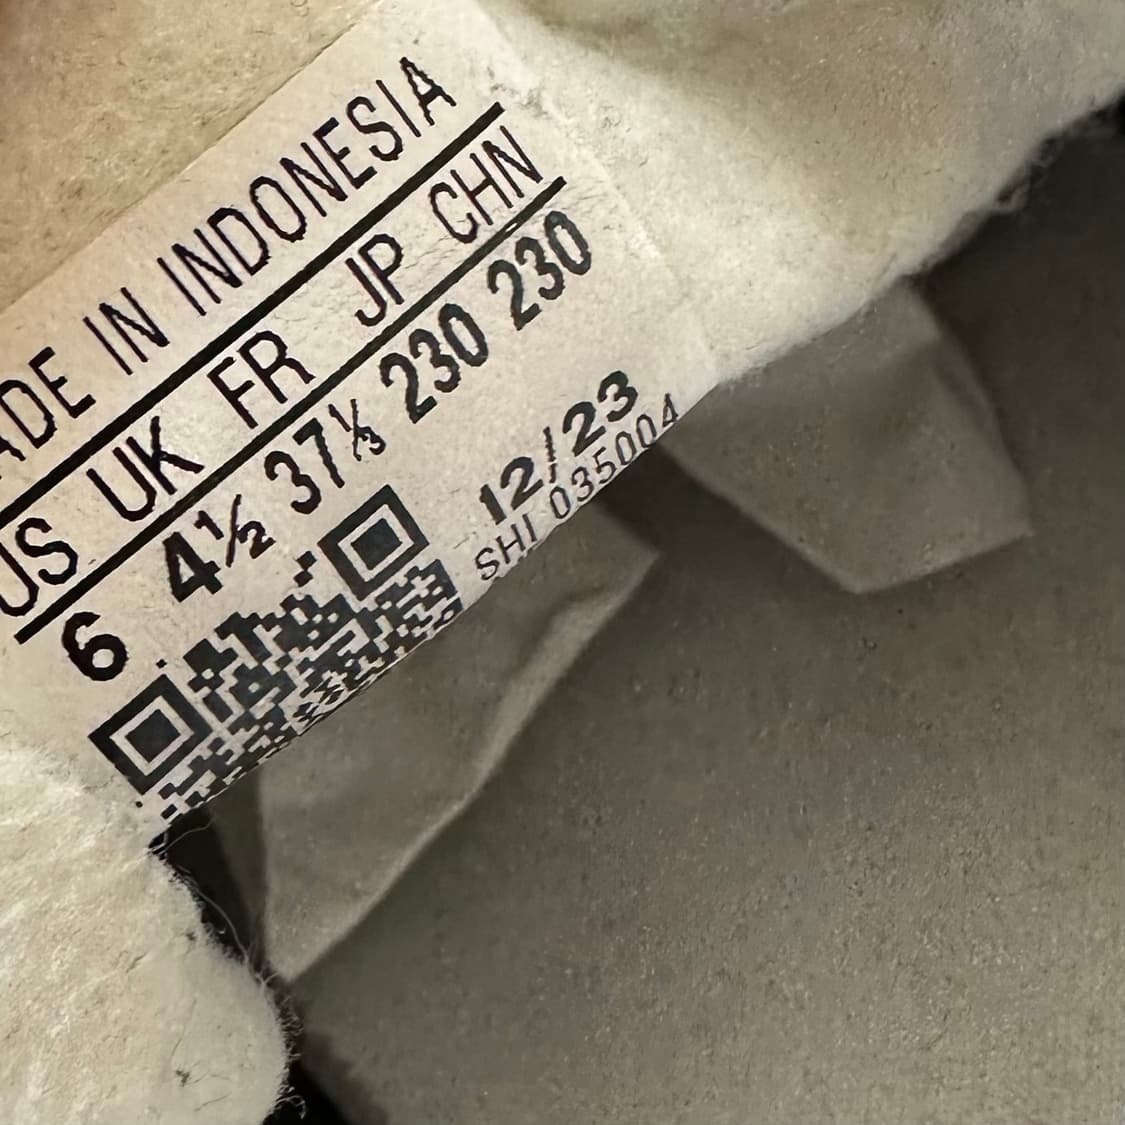 ADE IN INDONESIA
US UK FR JP CHN
6 4½ 37⅓ 230 230
12/23
SHI 035004